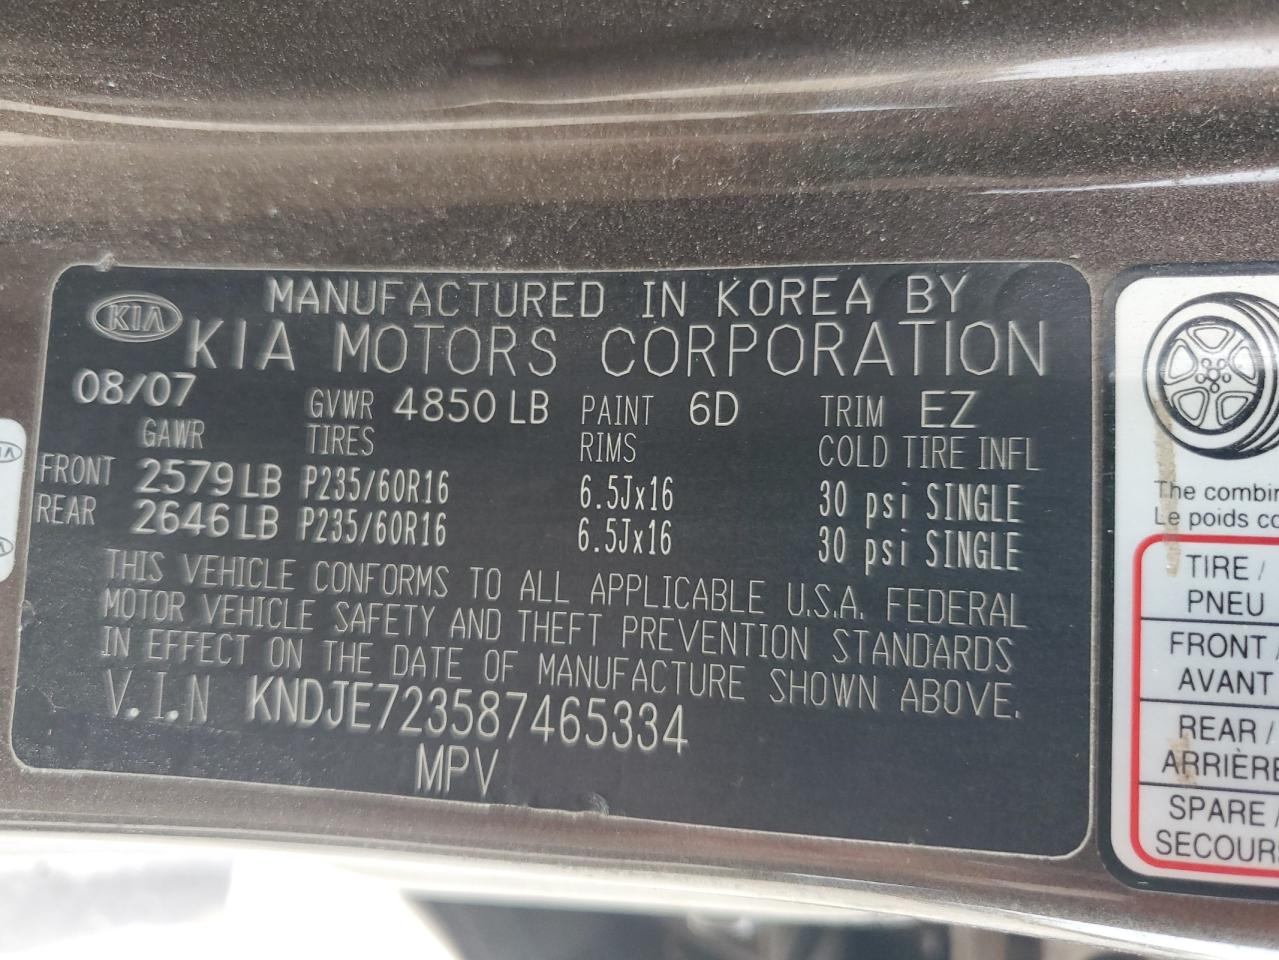 MANUFACTURED IN KOREA BY
KIA KIA MOTORS CORPORATION
08/07 GVWR 4850 LB PAINT 6D TRIM EZ
GAWR TIRES RIMS COLD TIRE INFL
FRONT 2579 LB P235/60R16 6.5Jx16 30 psi SINGLE
REAR 2646 LB P235/60R16 6.5Jx16 30 psi SINGLE
THIS VEHICLE CONFORMS TO ALL APPLICABLE U.S.A. FEDERAL
MOTOR VEHICLE SAFETY AND THEFT PREVENTION STANDARDS
IN EFFECT ON THE DATE OF MANUFACTURE SHOWN ABOVE.
V.I.N KNDJE723587465334
MPV
The combin
Le poids co
TIRE /
PNEU
FRONT /
AVANT
REAR /
ARRIÈRE
SPARE /
SECOURS